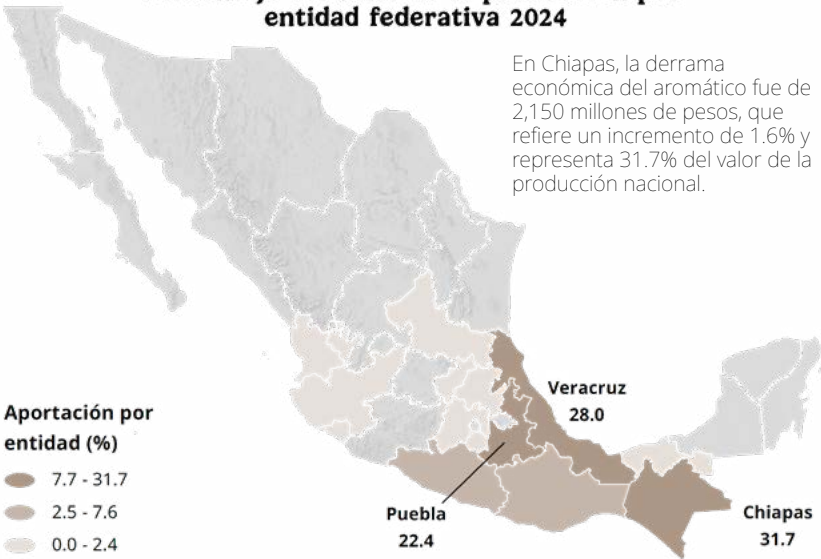 entidad federativa 2024
En Chiapas, la derrama
económica del aromático fue de
2,150 millones de pesos, que
refiere un incremento de 1.6% y
representa 31.7% del valor de la
producción nacional.
Veracruz
28.0
Aportación por
entidad (%)
7.7 - 31.7
2.5 - 7.6
0.0 - 2.4
Puebla
22.4
Chiapas
31.7